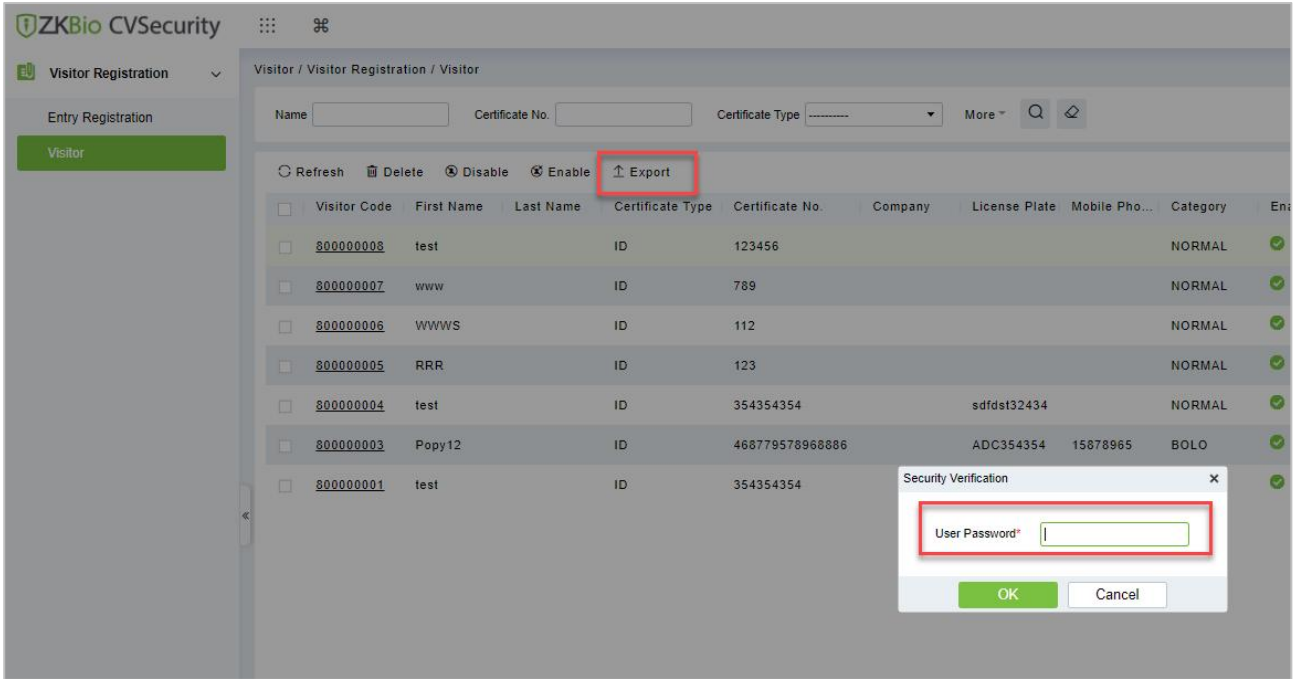 ZKBio CVSecurity
Visitor Registration
Visitor / Visitor Registration / Visitor
Entry Registration
Visitor
Name Certificate No. Certificate Type ---------- More
Refresh Delete Disable Enable Export
Visitor Code First Name Last Name Certificate Type Certificate No. Company License Plate Mobile Pho... Category Ena
800000008 test ID 123456 NORMAL
800000007 www ID 789 NORMAL
800000006 WWWS ID 112 NORMAL
800000005 RRR ID 123 NORMAL
800000004 test ID 354354354 sdfdst32434 NORMAL
800000003 Popy12 ID 468779578968886 ADC354354 15878965 BOLO
800000001 test ID 354354354
Security Verification
User Password*
OK Cancel